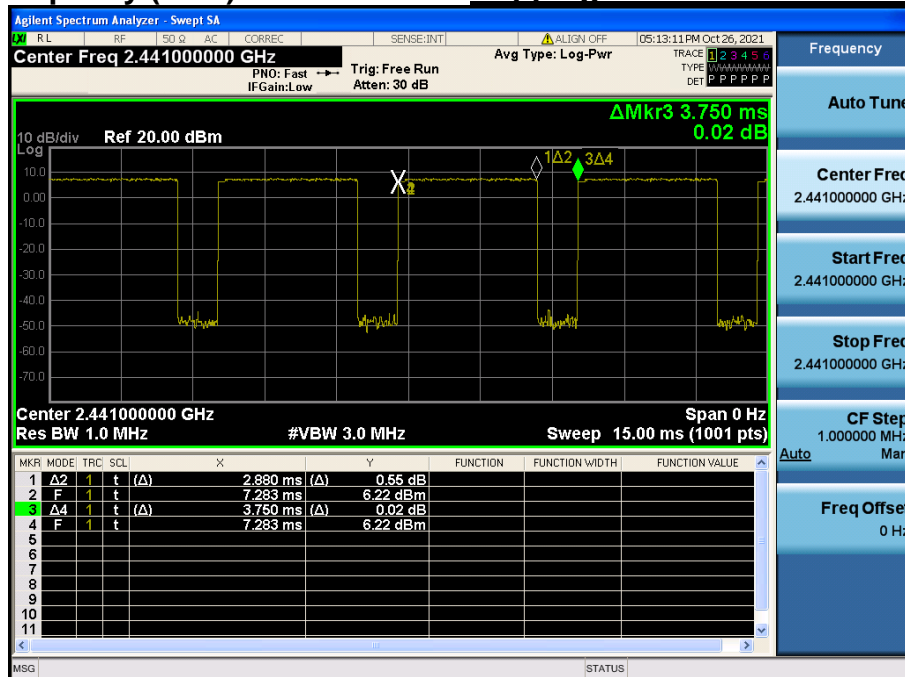 Agilent Spectrum Analyzer - Swept SA
LXI RL RF 50 Ω AC CORREC SENSE:INT ALIGN OFF 05:13:11 PM Oct 26, 2021
Center Freq 2.441000000 GHz
Avg Type: Log-Pwr
TRACE 1 2 3 4 5 6
TYPE WWWWWW
DET P P P P P P
PNO: Fast
IFGain:Low
Trig: Free Run
Atten: 30 dB
ΔMkr3 3.750 ms
0.02 dB
10 dB/div Ref 20.00 dBm
Log
1Δ2 3Δ4
X
10.0
0.00
-10.0
-20.0
-30.0
-40.0
-50.0
-60.0
-70.0
Center 2.441000000 GHz Span 0 Hz
Res BW 1.0 MHz #VBW 3.0 MHz Sweep 15.00 ms (1001 pts)
MKR MODE TRC SCL X Y FUNCTION FUNCTION WIDTH FUNCTION VALUE
1 Δ2 1 t (Δ) 2.880 ms (Δ) 0.55 dB
2 F 1 t 7.283 ms 6.22 dBm
3 Δ4 1 t (Δ) 3.750 ms (Δ) 0.02 dB
4 F 1 t 7.283 ms 6.22 dBm
5
6
7
8
9
10
11
MSG STATUS
Frequency
Auto Tune
Center Freq
2.441000000 GHz
Start Freq
2.441000000 GHz
Stop Freq
2.441000000 GHz
CF Step
1.000000 MHz
Auto Man
Freq Offset
0 Hz